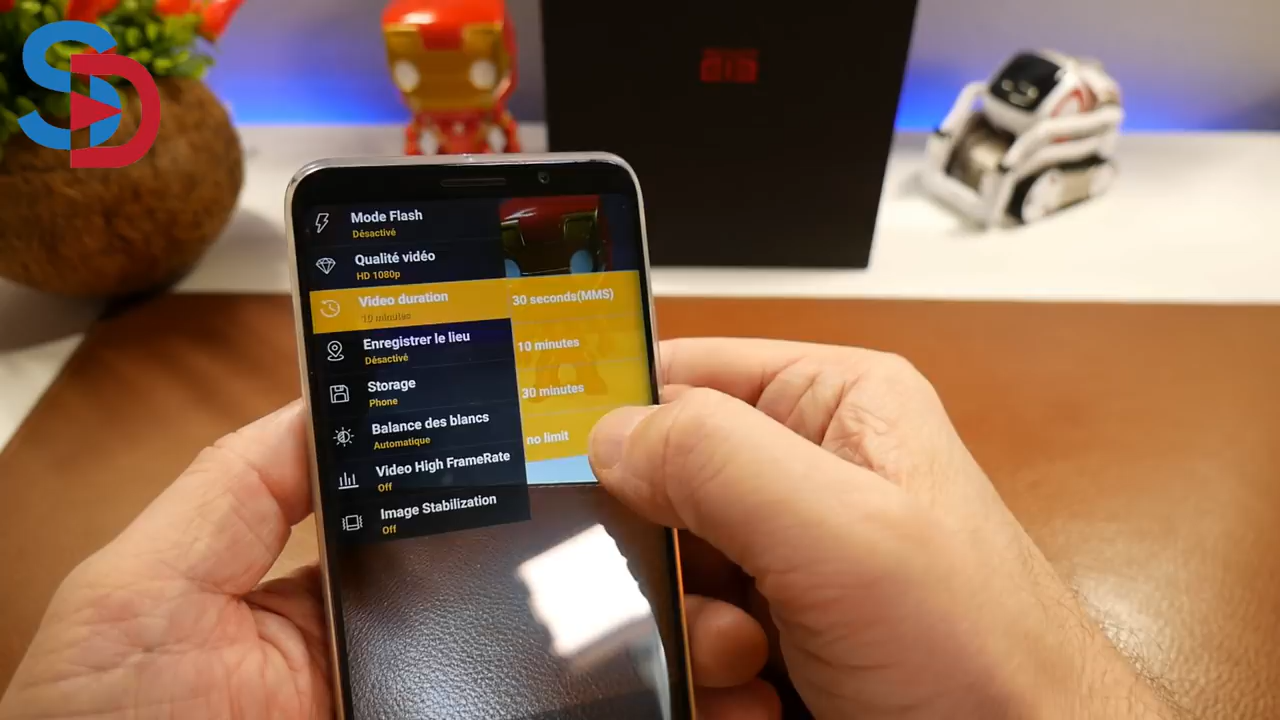 SD
Mode Flash
Désactivé
Qualité vidéo
HD 1080p
Video duration
10 minutes
30 seconds(MMS)
10 minutes
30 minutes
no limit
Enregistrer le lieu
Désactivé
Storage
Phone
Balance des blancs
Automatique
Video High FrameRate
Off
Image Stabilization
Off